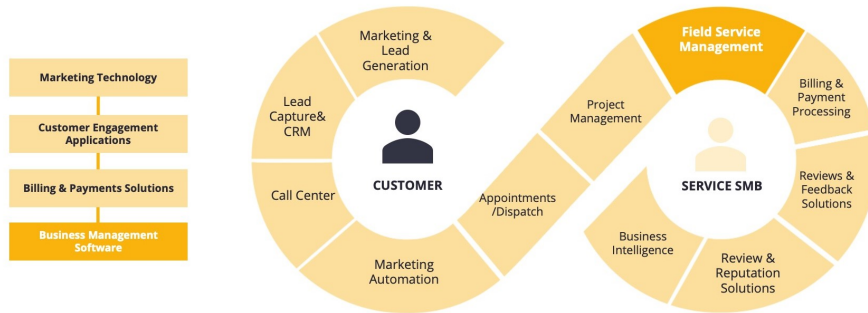 Marketing Technology
Customer Engagement
Applications
Billing & Payments Solutions
Business Management
Software
Marketing &
Lead
Generation
Lead
Capture&
CRM
Call Center
Marketing
Automation
CUSTOMER
Appointments
/Dispatch
Project
Management
Field Service
Management
Billing &
Payment
Processing
Reviews &
Feedback
Solutions
Review &
Reputation
Solutions
Business
Intelligence
SERVICE SMB